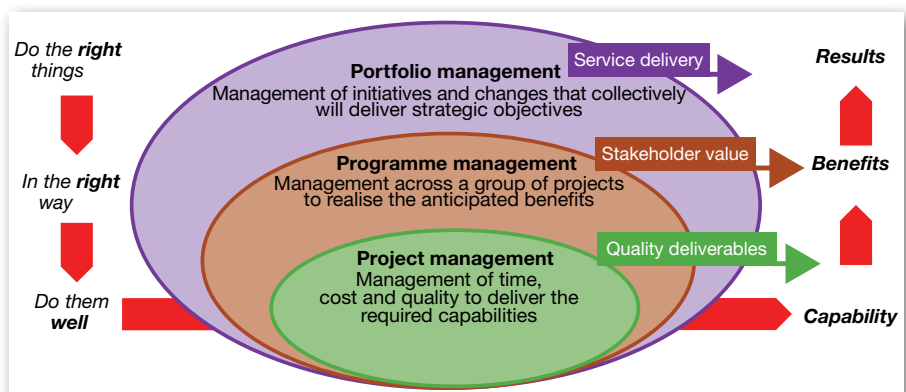 Do the right
things
In the right
way
Do them
well
Portfolio management
Management of initiatives and changes that collectively
will deliver strategic objectives
Programme management
Management across a group of projects
to realise the anticipated benefits
Project management
Management of time,
cost and quality to deliver the
required capabilities
Service delivery
Stakeholder value
Quality deliverables
Results
Benefits
Capability